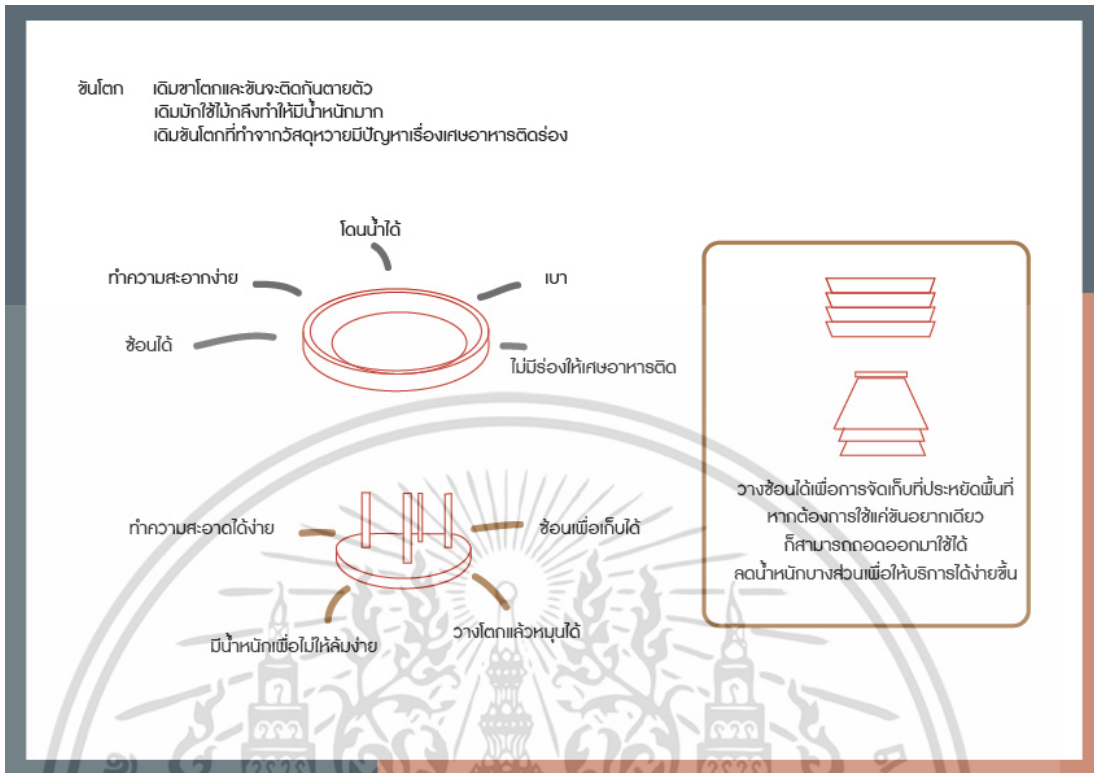 ขันโตก เดิมขาโตกและขันจะติดกันตายตัว
เดิมมักใช้ไม้กลึงทำให้มีน้ำหนักมาก
เดิมขันโตกที่ทำจากวัสดุหวายมีปัญหาเรื่องเศษอาหารติดร่อง
โดนน้ำได้
ทำความสะอากง่าย
เบา
ซ้อนได้
ไม่มีร่องให้เศษอาหารติด
ทำความสะอาดได้ง่าย
ซ้อนเพื่อเก็บได้
มีน้ำหนักเพื่อไม่ให้ล้มง่าย
วางโตกแล้วหมุนได้
วางซ้อนได้เพื่อการจัดเก็บที่ประหยัดพื้นที่
หากต้องการใช้แค่ขันอยากเดียว
ก็สามารถถอดออกมาใช้ได้
ลดน้ำหนักบางส่วนเพื่อให้บริการได้ง่ายขึ้น